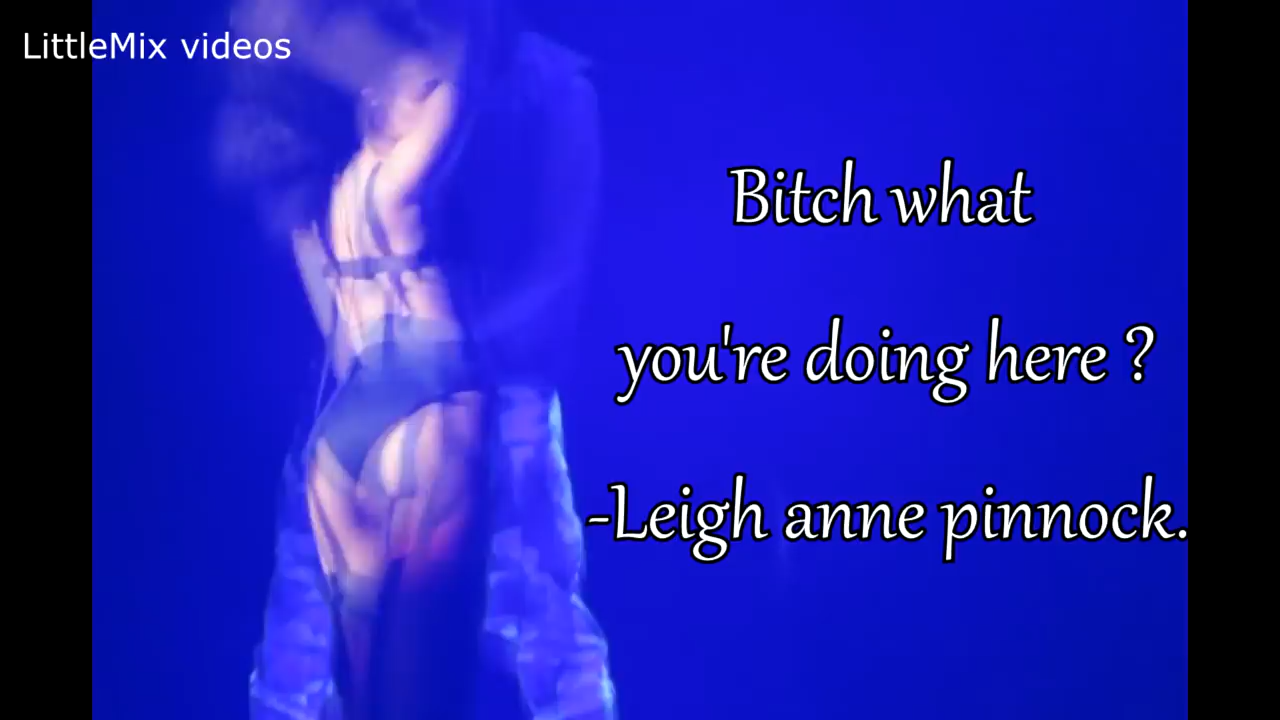 LittleMix videos
Bitch what
you're doing here ?
-Leigh anne pinnock.